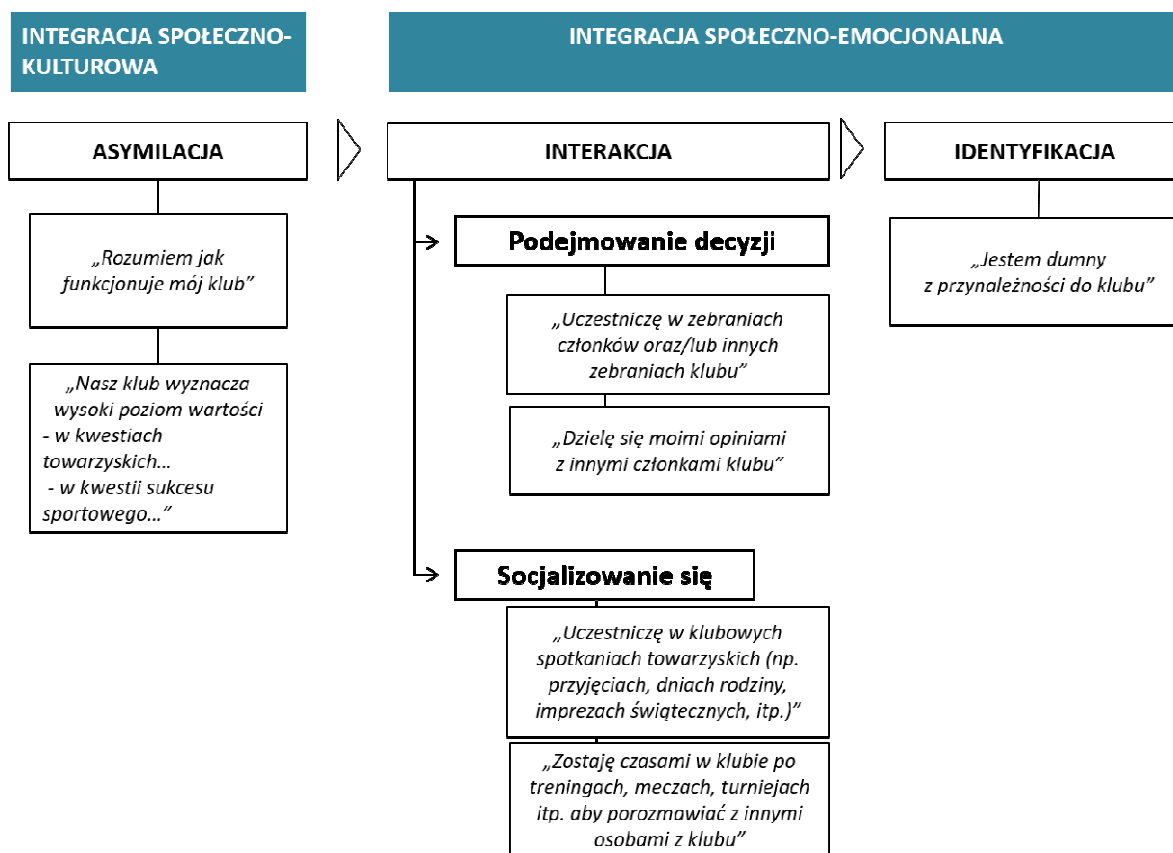 INTEGRACJA SPOŁECZNO-
KULTUROWA
INTEGRACJA SPOŁECZNO-EMOCJONALNA
ASYMILACJA
INTERAKCJA
IDENTYFIKACJA
„Rozumiem jak
funkcjonuje mój klub”
„Nasz klub wyznacza
wysoki poziom wartości
- w kwestiach
towarzyskich...
- w kwestii sukcesu
sportowego...”
Podejmowanie decyzji
„Uczestniczę w zebraniach
członków oraz/lub innych
zebraniach klubu”
„Dzielę się moimi opiniami
z innymi członkami klubu”
Socjalizowanie się
„Uczestniczę w klubowych
spotkaniach towarzyskich (np.
przyjęciach, dniach rodziny,
imprezach świątecznych, itp.)”
„Zostaję czasami w klubie po
treningach, meczach, turniejach
itp. aby porozmawiać z innymi
osobami z klubu”
„Jestem dumny
z przynależności do klubu”